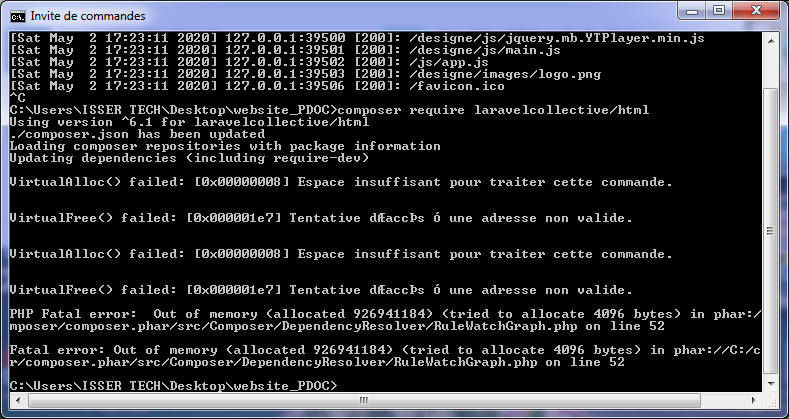 Invite de commandes
[Sat May  2 17:23:11 2020] 127.0.0.1:39500 [200]: /designe/js/jquery.mb.YTPlayer.min.js
[Sat May  2 17:23:11 2020] 127.0.0.1:39501 [200]: /designe/js/main.js
[Sat May  2 17:23:11 2020] 127.0.0.1:39502 [200]: /js/app.js
[Sat May  2 17:23:11 2020] 127.0.0.1:39503 [200]: /designe/images/logo.png
[Sat May  2 17:23:11 2020] 127.0.0.1:39506 [200]: /favicon.ico
^C
C:\Users\ISSER TECH\Desktop\website_PDOC>composer require laravelcollective/html
Using version ^6.1 for laravelcollective/html
./composer.json has been updated
Loading composer repositories with package information
Updating dependencies (including require-dev)
VirtualAlloc() failed: [0x00000008] Espace insuffisant pour traiter cette commande.
VirtualFree() failed: [0x000001e7] Tentative dÆaccÞs Ó une adresse non valide.
VirtualAlloc() failed: [0x00000008] Espace insuffisant pour traiter cette commande.
VirtualFree() failed: [0x000001e7] Tentative dÆaccÞs Ó une adresse non valide.
PHP Fatal error:  Out of memory (allocated 926941184) (tried to allocate 4096 bytes) in phar:/
mposer/composer.phar/src/Composer/DependencyResolver/RuleWatchGraph.php on line 52
Fatal error: Out of memory (allocated 926941184) (tried to allocate 4096 bytes) in phar://C:/c
r/composer.phar/src/Composer/DependencyResolver/RuleWatchGraph.php on line 52
C:\Users\ISSER TECH\Desktop\website_PDOC>